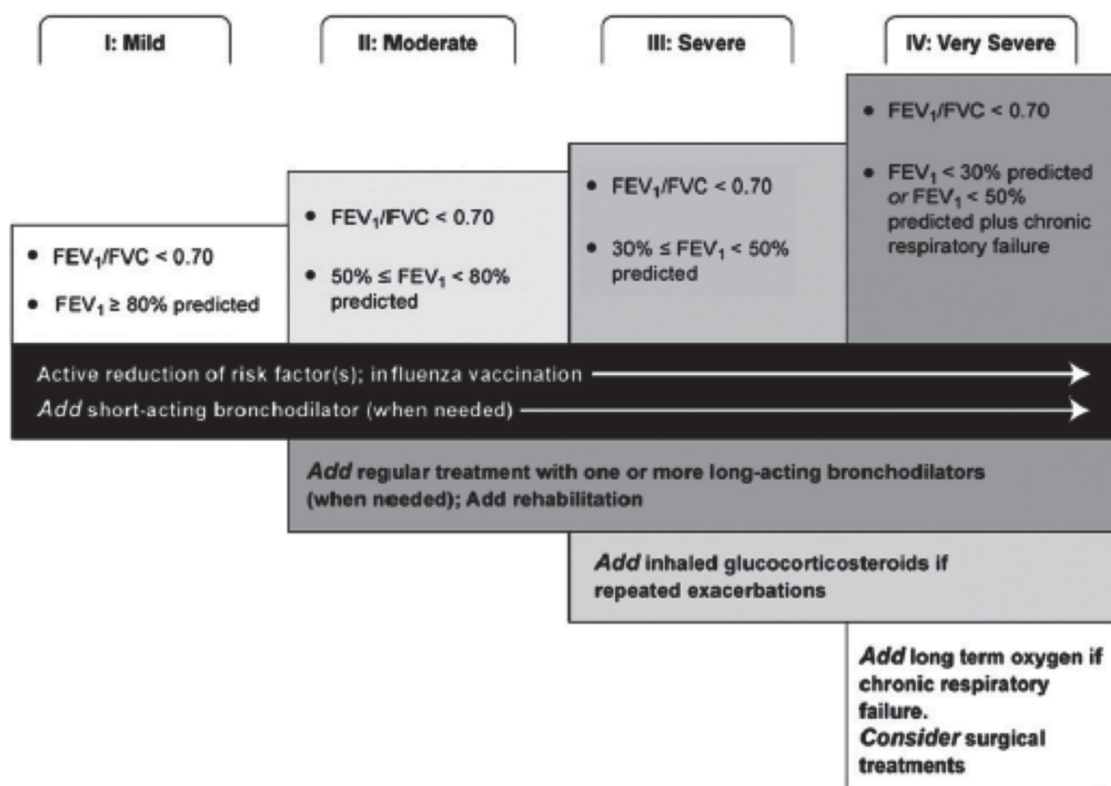 I: Mild
II: Moderate
III: Severe
IV: Very Severe
• FEV₁/FVC < 0.70
• FEV₁ ≥ 80% predicted
• FEV₁/FVC < 0.70
• 50% ≤ FEV₁ < 80%
predicted
• FEV₁/FVC < 0.70
• 30% ≤ FEV₁ < 50%
predicted
• FEV₁/FVC < 0.70
• FEV₁ < 30% predicted
or FEV₁ < 50%
predicted plus chronic
respiratory failure
Active reduction of risk factor(s); influenza vaccination
Add short-acting bronchodilator (when needed)
Add regular treatment with one or more long-acting bronchodilators
(when needed); Add rehabilitation
Add inhaled glucocorticosteroids if
repeated exacerbations
Add long term oxygen if
chronic respiratory
failure.
Consider surgical
treatments